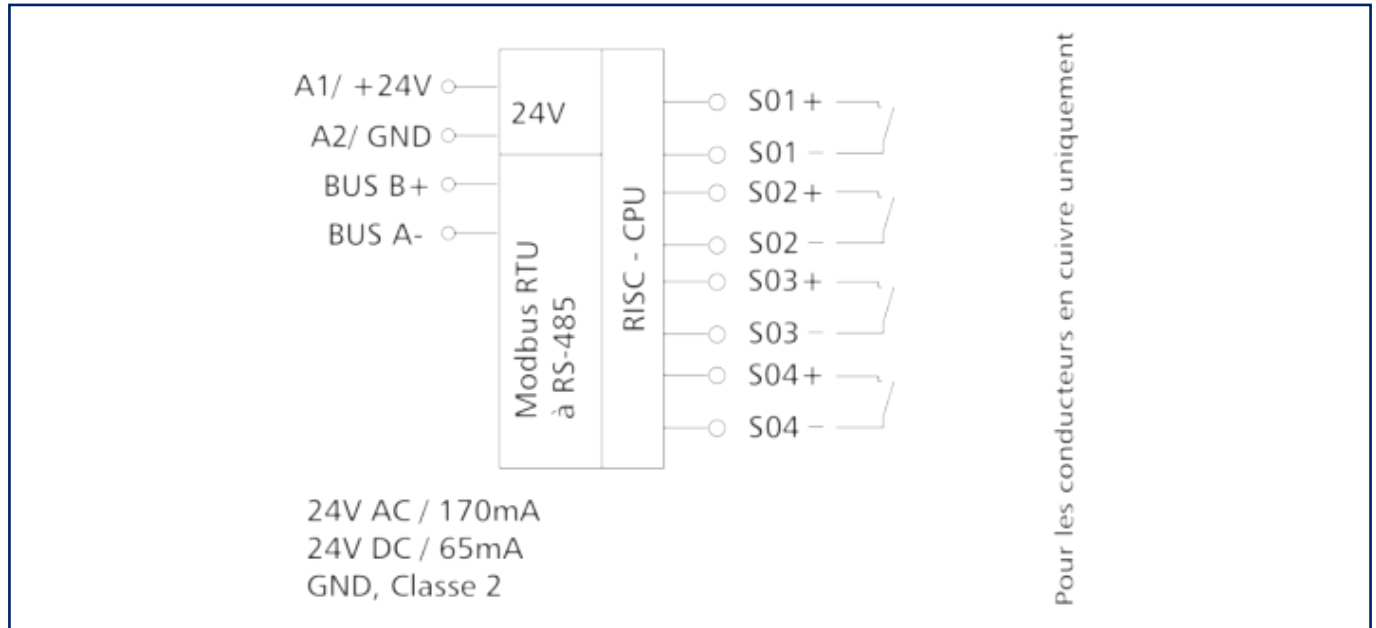 A1/ +24V
A2/ GND
BUS B+
BUS A-
24V
Modbus RTU
à RS-485
RISC - CPU
S01+
S01 -
S02+
S02 -
S03+
S03 -
S04+
S04 -
24V AC / 170mA
24V DC / 65mA
GND, Classe 2
Pour les conducteurs en cuivre uniquement